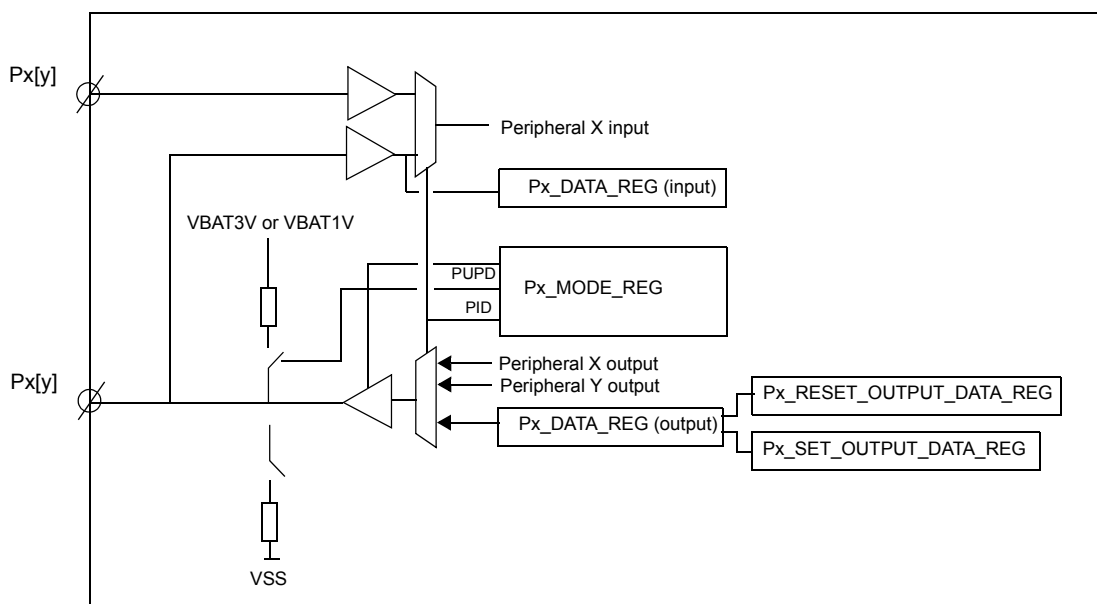 Px[y]
Peripheral X input
Px_DATA_REG (input)
VBAT3V or VBAT1V
PUPD
Px_MODE_REG
PID
Px[y]
Peripheral X output
Peripheral Y output
Px_DATA_REG (output)
Px_RESET_OUTPUT_DATA_REG
Px_SET_OUTPUT_DATA_REG
VSS